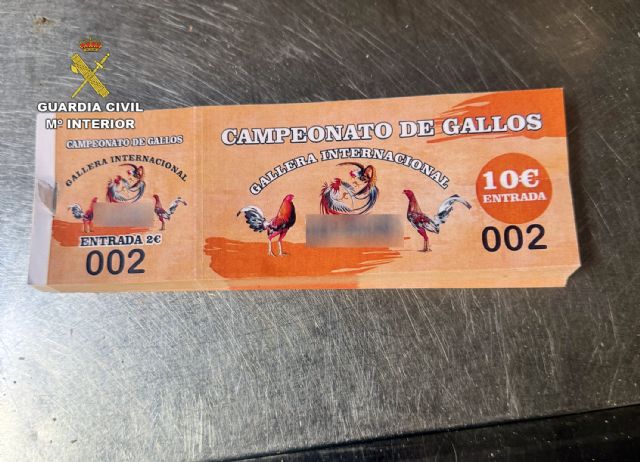 GUARDIA CIVIL
Mº INTERIOR
CAMPEONATO DE GALLOS
GALLERA INTERNACIONAL
ENTRADA 2€
002
CAMPEONATO DE GALLOS
GALLERA INTERNACIONAL
10€
ENTRADA
002